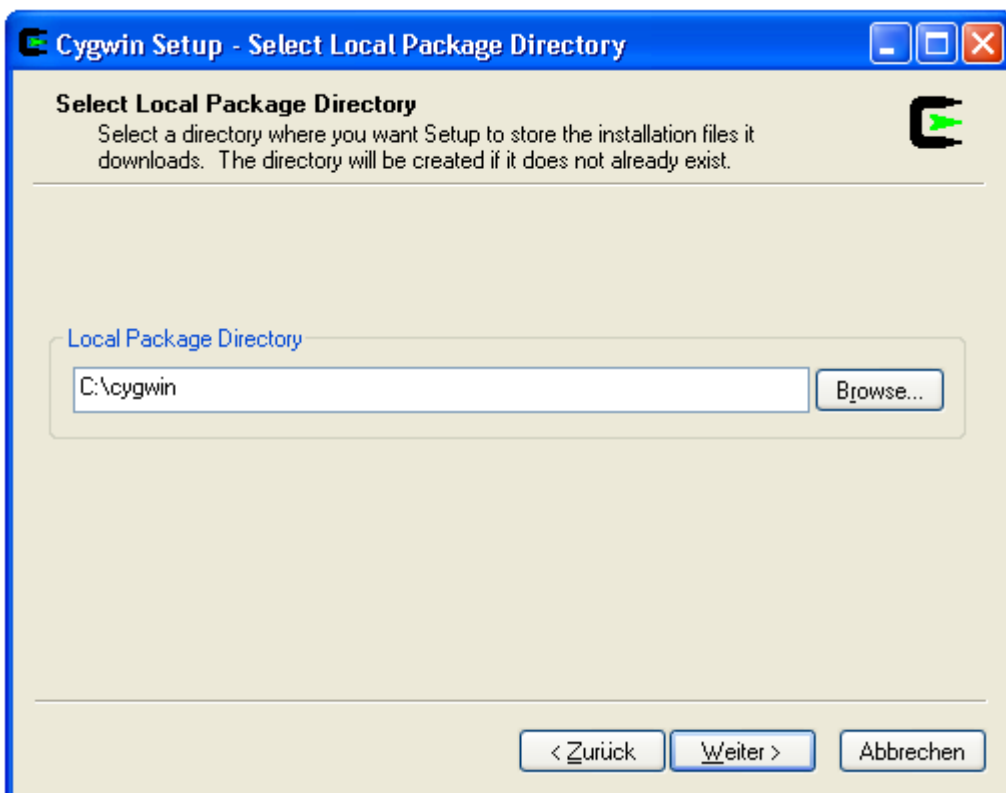 Cygwin Setup - Select Local Package Directory
Select Local Package Directory
Select a directory where you want Setup to store the installation files it
downloads.  The directory will be created if it does not already exist.
Local Package Directory
C:\cygwin
Browse...
< Zurück
Weiter >
Abbrechen